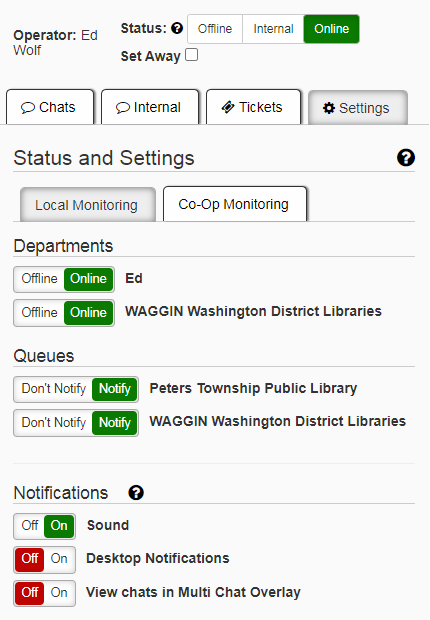 Operator: Ed Wolf
Status: ? Offline Internal Online
Set Away
Chats Internal Tickets Settings
Status and Settings ?
Local Monitoring Co-Op Monitoring
Departments
Offline Online Ed
Offline Online WAGGIN Washington District Libraries
Queues
Don't Notify Notify Peters Township Public Library
Don't Notify Notify WAGGIN Washington District Libraries
Notifications ?
Off On Sound
Off On Desktop Notifications
Off On View chats in Multi Chat Overlay